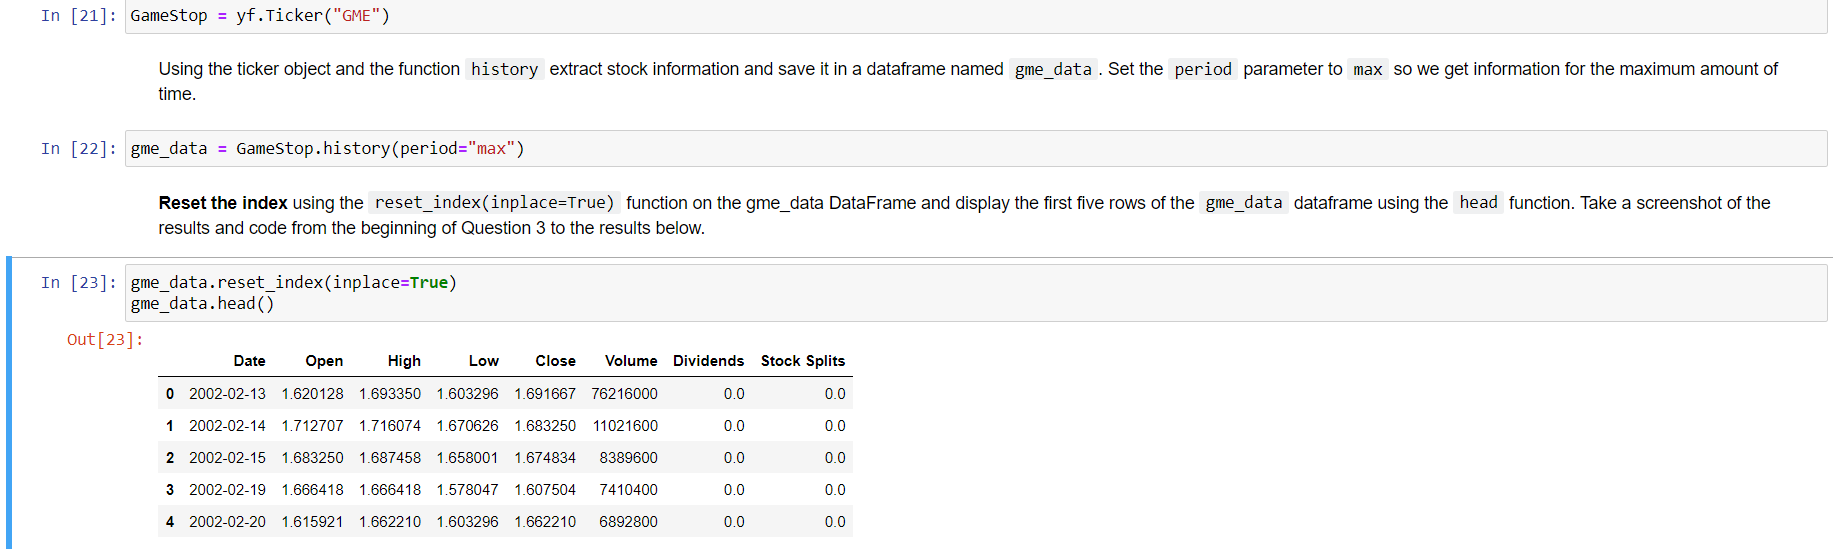 In [21]: GameStop = yf.Ticker("GME")
Using the ticker object and the function history extract stock information and save it in a dataframe named gme_data . Set the period parameter to max so we get information for the maximum amount of
time.
In [22]: gme_data = GameStop.history(period="max")
Reset the index using the reset_index(inplace=True) function on the gme_data DataFrame and display the first five rows of the gme_data dataframe using the head function. Take a screenshot of the
results and code from the beginning of Question 3 to the results below.
In [23]: gme_data.reset_index(inplace=True)
gme_data.head()
Out[23]:
Date Open High Low Close Volume Dividends Stock Splits
0 2002-02-13 1.620128 1.693350 1.603296 1.691667 76216000 0.0 0.0
1 2002-02-14 1.712707 1.716074 1.670626 1.683250 11021600 0.0 0.0
2 2002-02-15 1.683250 1.687458 1.658001 1.674834 8389600 0.0 0.0
3 2002-02-19 1.666418 1.666418 1.578047 1.607504 7410400 0.0 0.0
4 2002-02-20 1.615921 1.662210 1.603296 1.662210 6892800 0.0 0.0